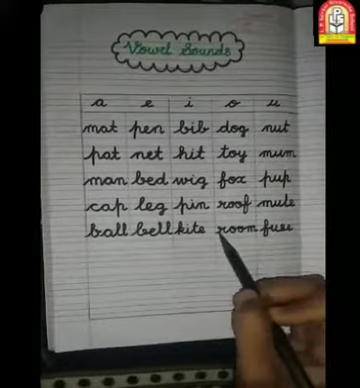 Vowel Sounds
a e i o u
mat pen bib dog nut
pat net hit toy mum
man bed wig fox pup
cap leg pin roof mule
ball bell kite room